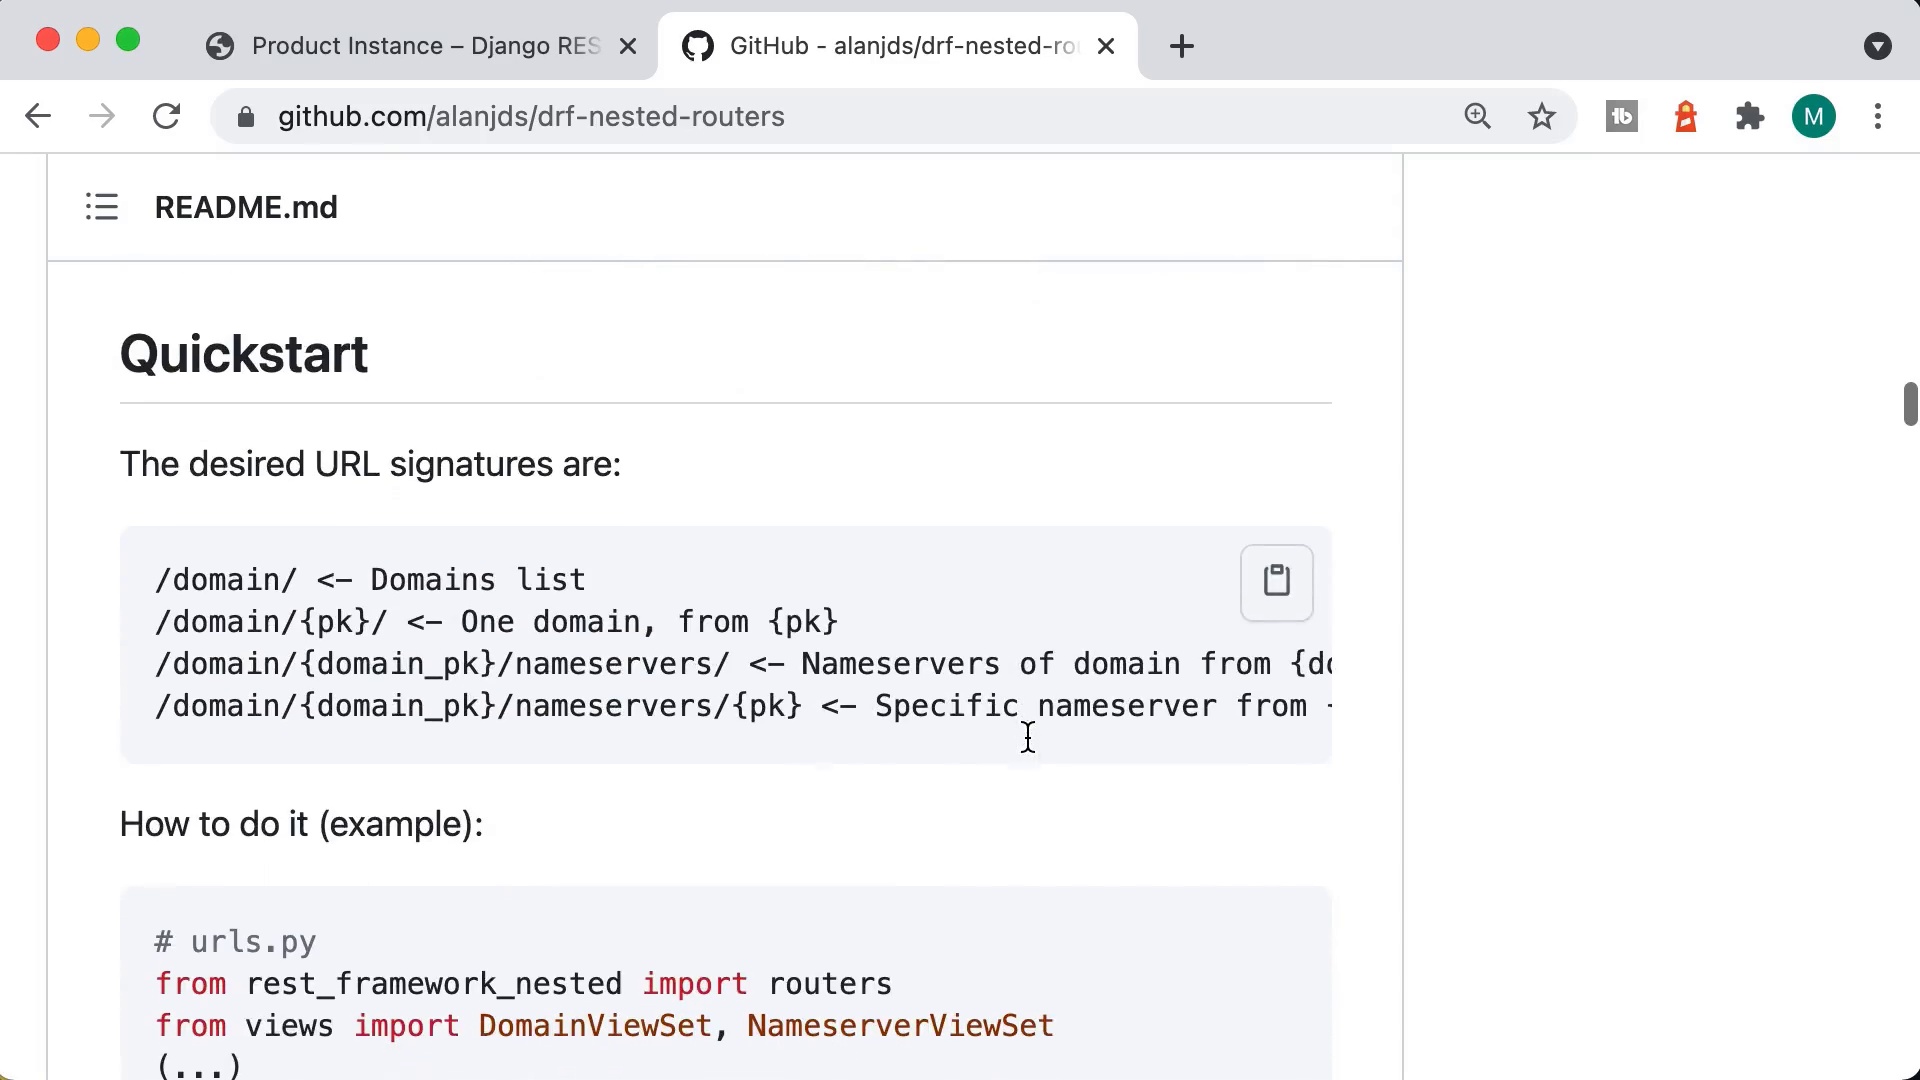 Product Instance – Django RES
GitHub - alanjds/drf-nested-rou
github.com/alanjds/drf-nested-routers
tb
M
README.md
Quickstart
The desired URL signatures are:
/domain/ <- Domains list
/domain/{pk}/ <- One domain, from {pk}
/domain/{domain_pk}/nameservers/ <- Nameservers of domain from {do
/domain/{domain_pk}/nameservers/{pk} <- Specific nameserver from
How to do it (example):
# urls.py
from rest_framework_nested import routers
from views import DomainViewSet, NameserverViewSet
(...)